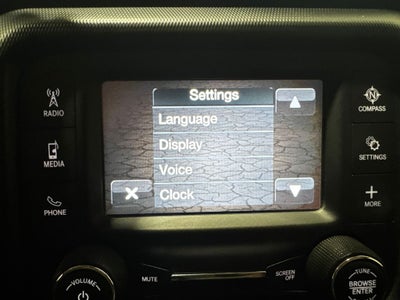 Settings
Language
Display
Voice
Clock
RADIO
MEDIA
PHONE
N
COMPASS
SETTINGS
MORE
VOLUME
MUTE
SCREEN
OFF
TUNE
BROWSE
ENTER